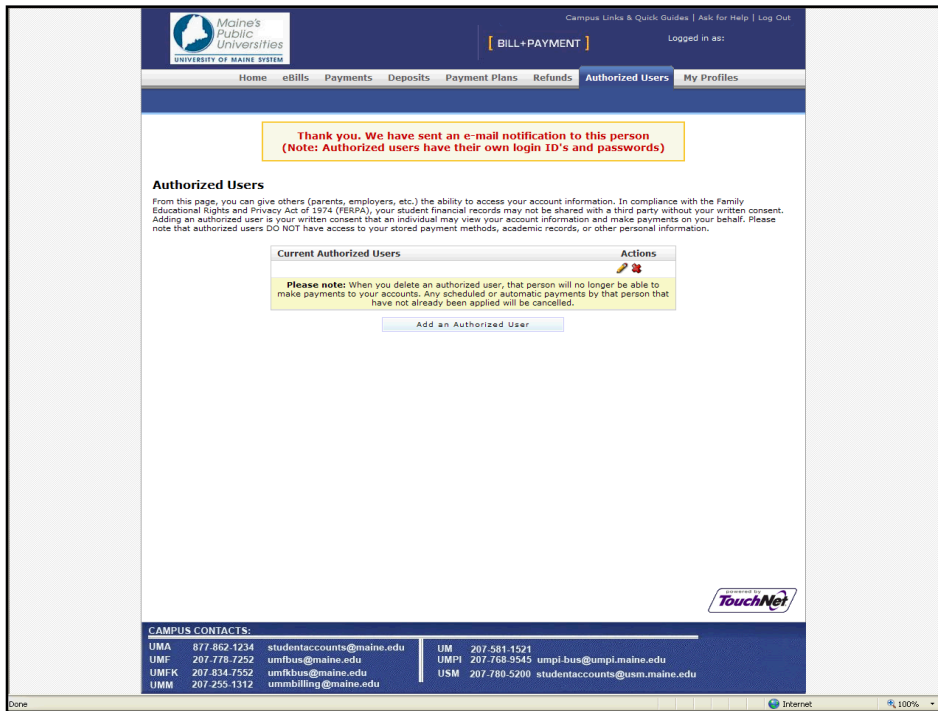 Maine's
Public
Universities
UNIVERSITY OF MAINE SYSTEM
Campus Links & Quick Guides | Ask for Help | Log Out
[ BILL+PAYMENT ]
Logged in as:
Home eBills Payments Deposits Payment Plans Refunds Authorized Users My Profiles
Thank you. We have sent an e-mail notification to this person
(Note: Authorized users have their own login ID's and passwords)
Authorized Users
From this page, you can give others (parents, employers, etc.) the ability to access your account information. In compliance with the Family
Educational Rights and Privacy Act of 1974 (FERPA), your student financial records may not be shared with a third party without your written consent.
Adding an authorized user is your written consent that an individual may view your account information and make payments on your behalf. Please
note that authorized users DO NOT have access to your stored payment methods, academic records, or other personal information.
Current Authorized Users Actions
Please note: When you delete an authorized user, that person will no longer be able to
make payments to your accounts. Any scheduled or automatic payments by that person that
have not already been applied will be cancelled.
Add an Authorized User
powered by
TouchNet
CAMPUS CONTACTS:
UMA 877-862-1234 studentaccounts@maine.edu
UMF 207-778-7252 umfbus@maine.edu
UMFK 207-834-7552 umfkbus@maine.edu
UMM 207-255-1312 ummbilling@maine.edu
UM 207-581-1521
UMPI 207-768-9545 umpi-bus@umpi.maine.edu
USM 207-780-5200 studentaccounts@usm.maine.edu
Done Internet 100%